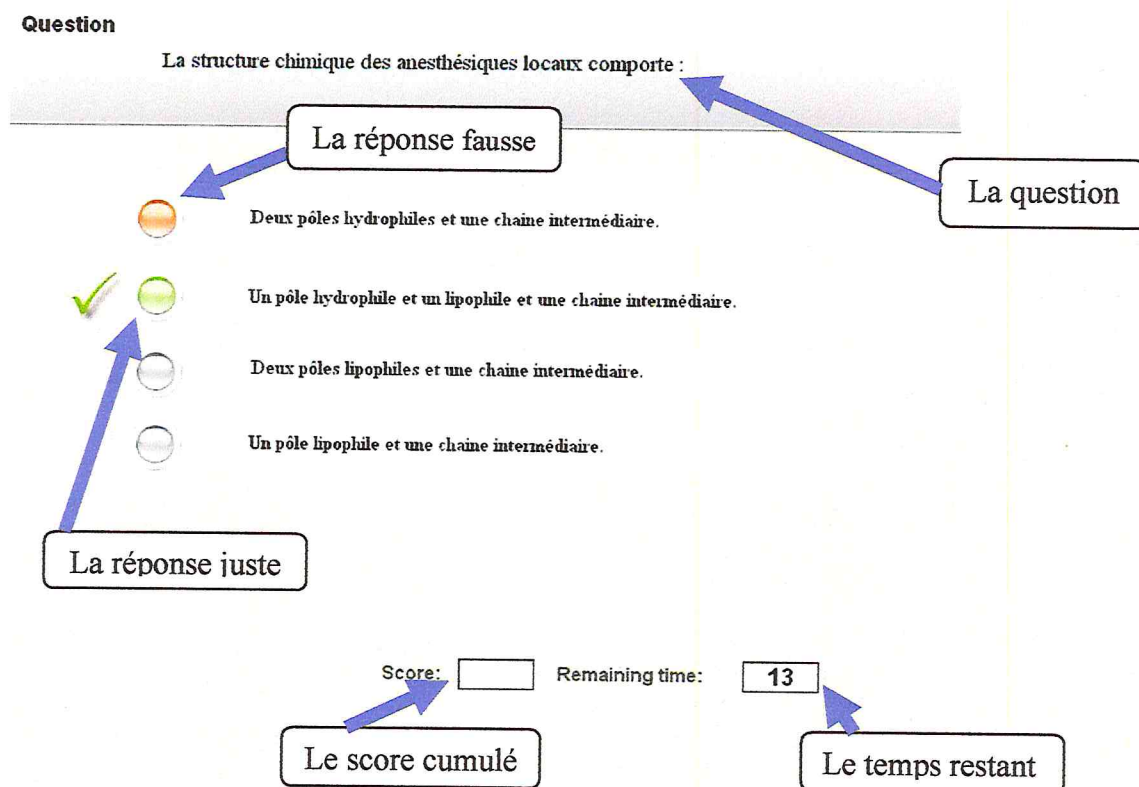 Question
La structure chimique des anesthésiques locaux comporte :
La réponse fausse
La question
Deux pôles hydrophiles et une chaine intermédiaire.
Un pôle hydrophile et un lipophile et une chaine intermédiaire.
Deux pôles lipophiles et une chaine intermédiaire.
Un pôle lipophile et une chaine intermédiaire.
La réponse juste
Score: Remaining time: 13
Le score cumulé
Le temps restant